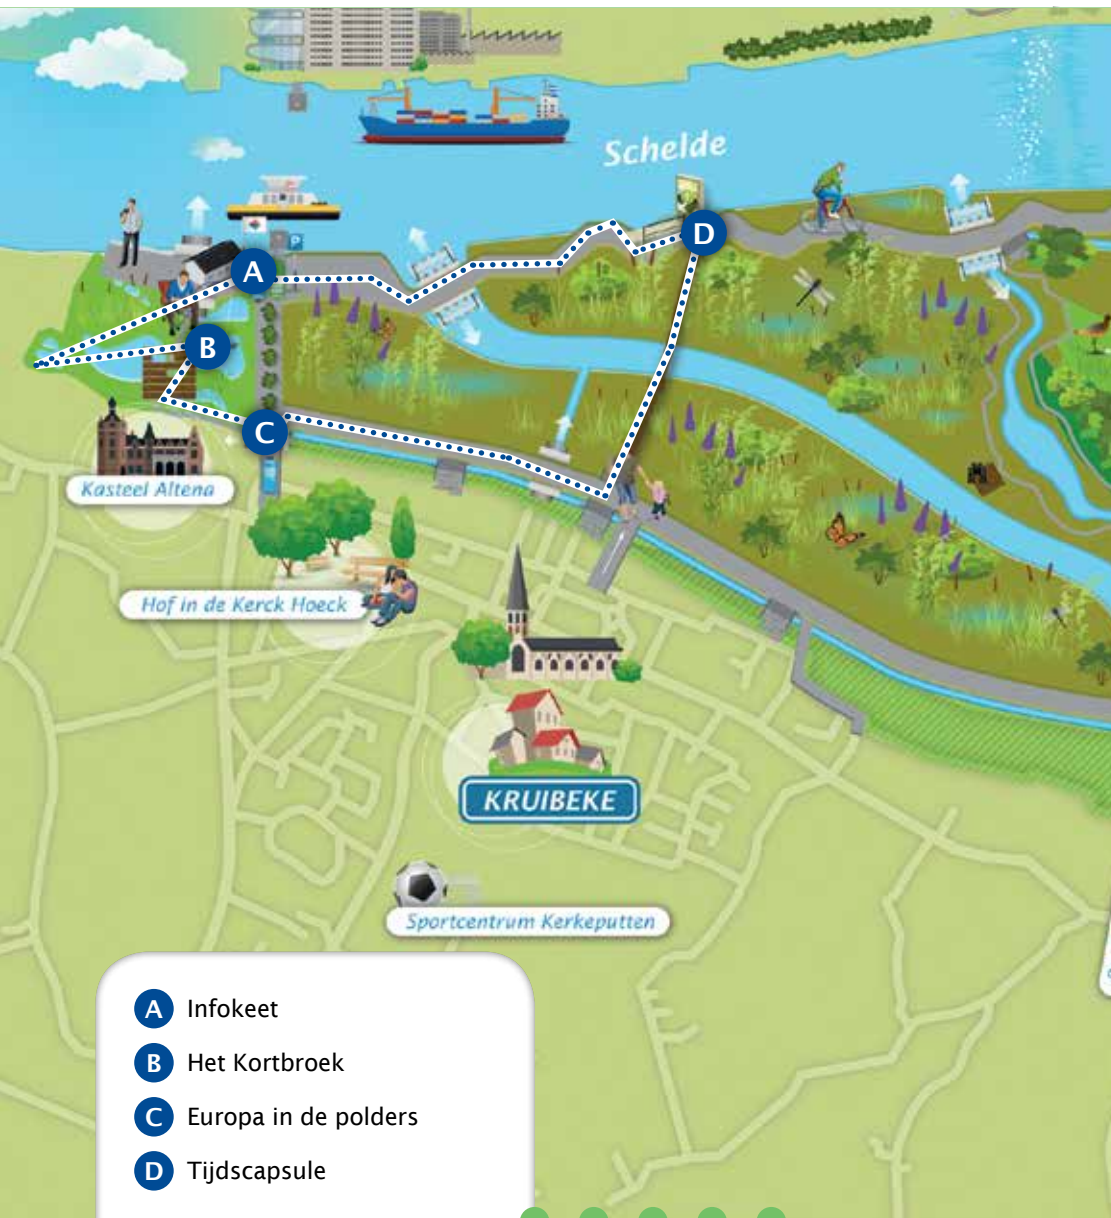 Schelde
P
A
B
C
D
Kasteel Altena
Hof in de Kerck Hoeck
KRUIBEKE
Sportcentrum Kerkeputten
A Infokeet
B Het Kortbroek
C Europa in de polders
D Tijdscapsule